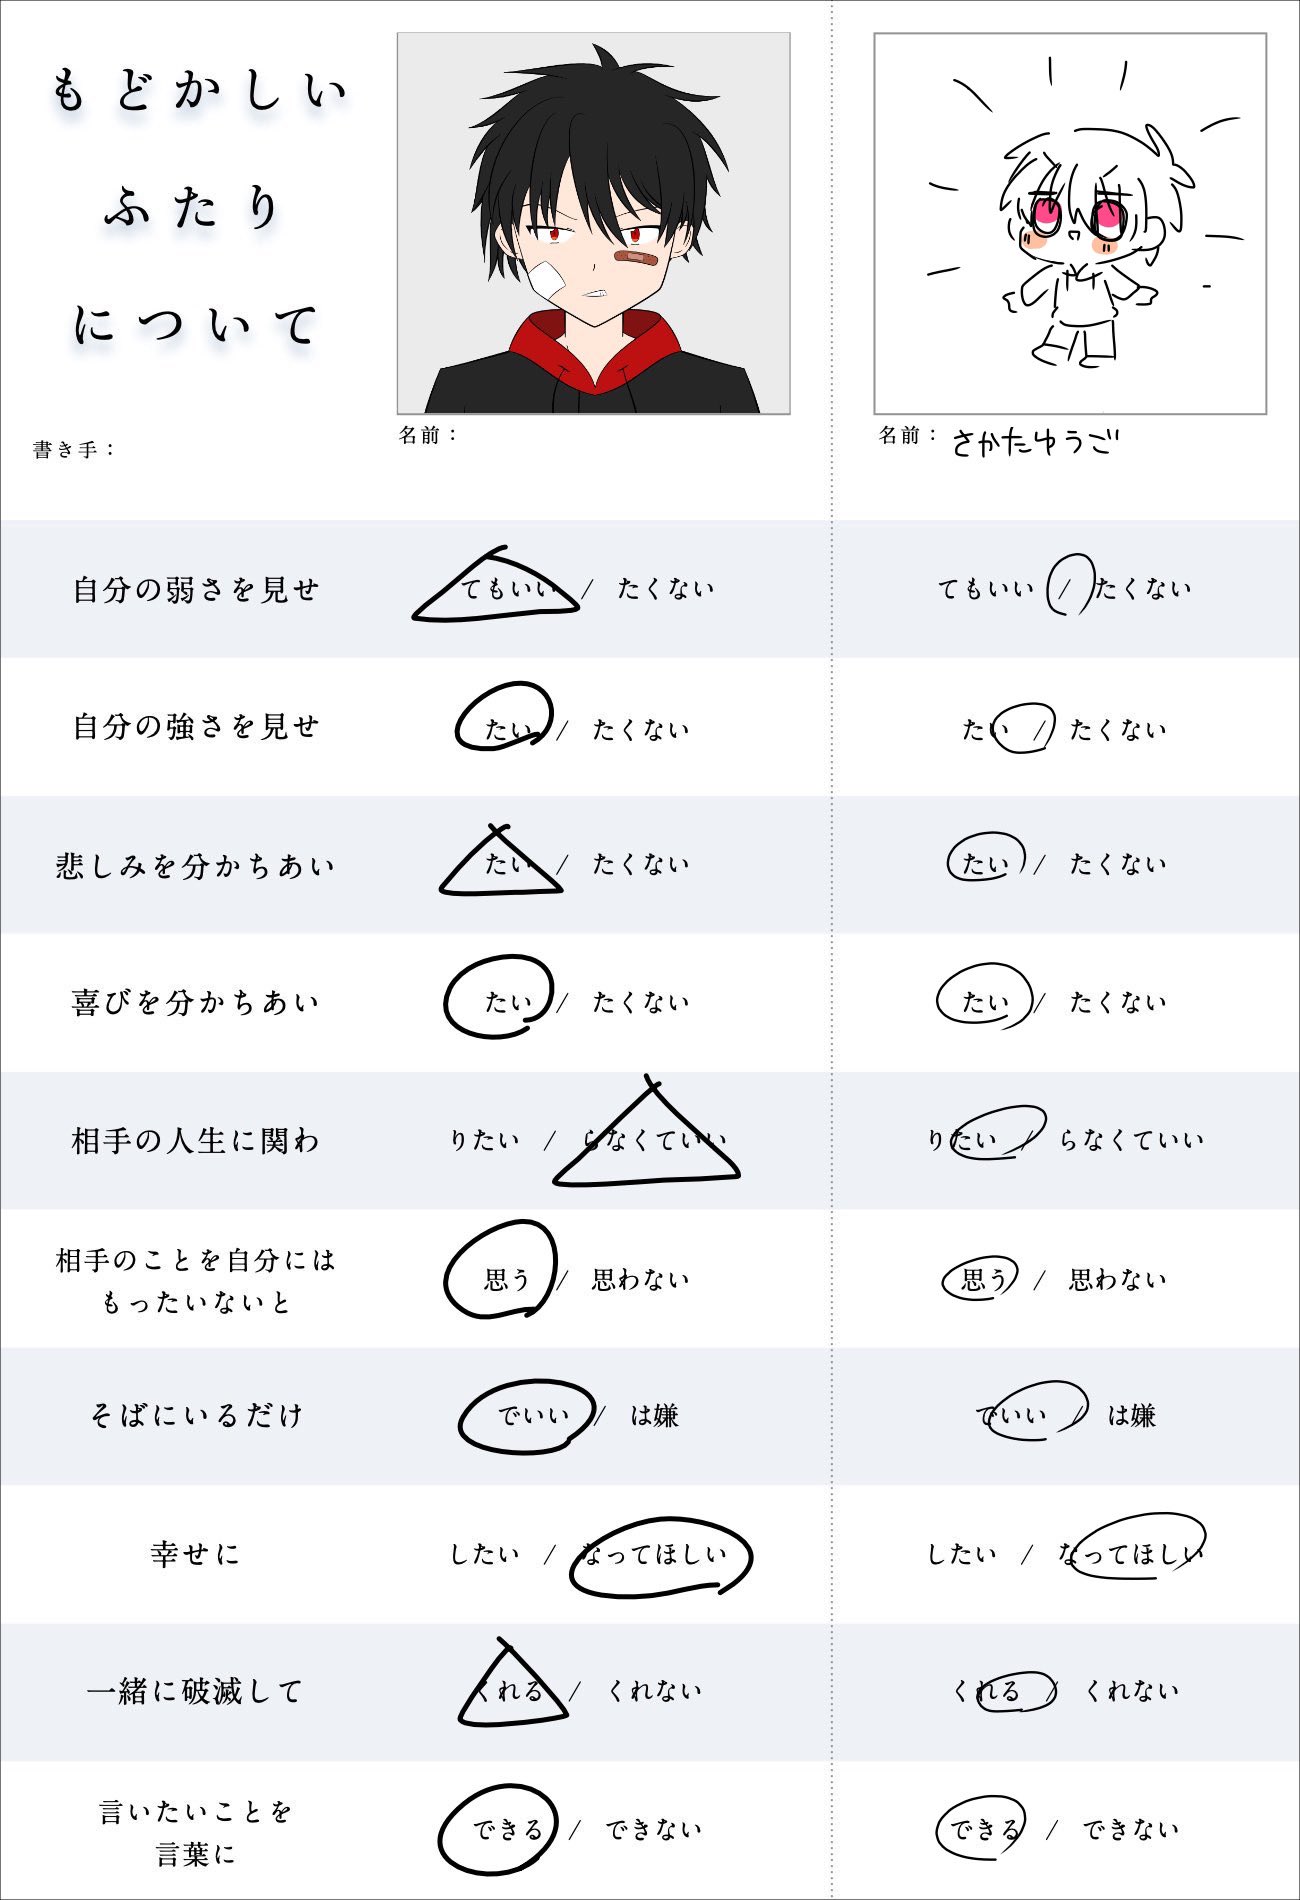 もどかしい
ふたり
について
書き手：
名前：
名前： さかたゆうご
自分の弱さを見せ てもいい / たくない てもいい / たくない
自分の強さを見せ たい / たくない たい / たくない
悲しみを分かちあい たい / たくない たい / たくない
喜びを分かちあい たい / たくない たい / たくない
相手の人生に関わ りたい / らなくていい りたい / らなくていい
相手のことを自分には
もったいないと 思う / 思わない 思う / 思わない
そばにいるだけ でいい / は嫌 でいい / は嫌
幸せに したい / なってほしい したい / なってほしい
一緒に破滅して くれる / くれない くれる / くれない
言いたいことを
言葉に できる / できない できる / できない